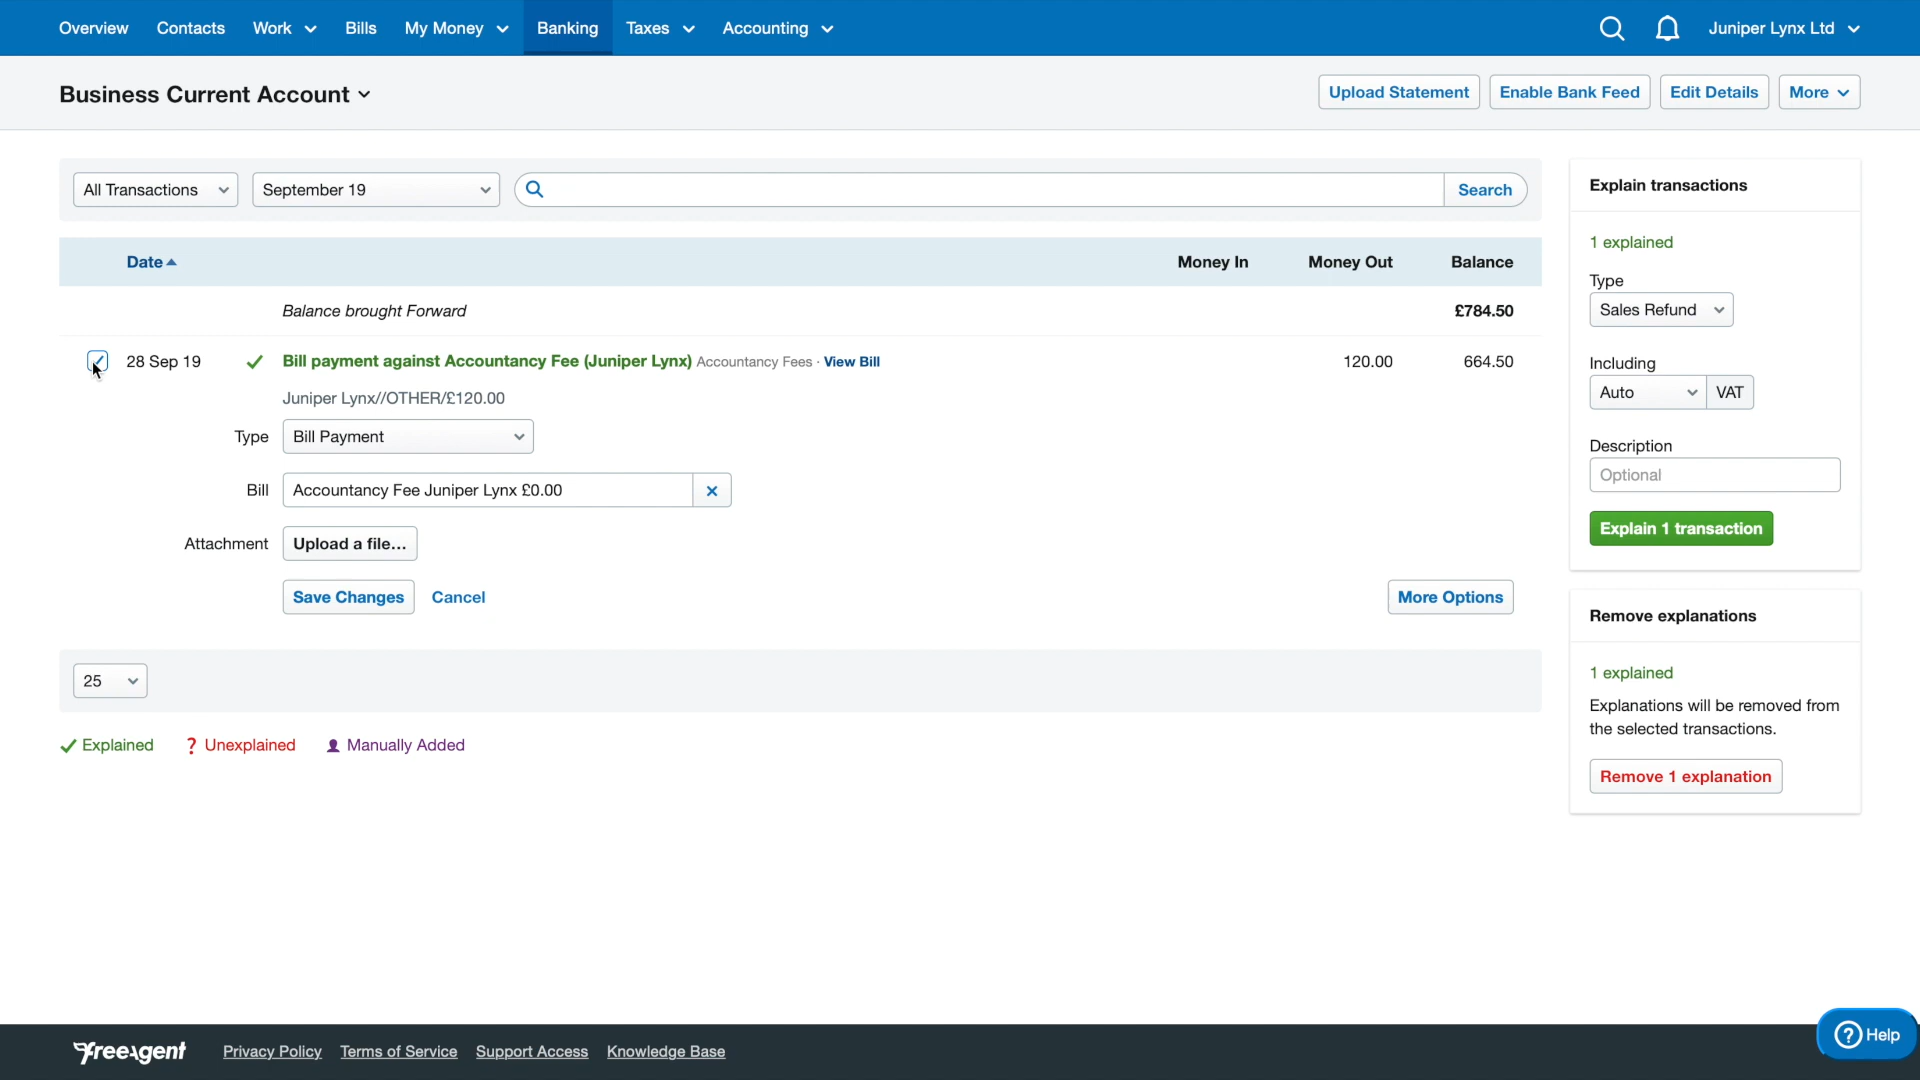 Overview Contacts Work Bills My Money Banking Taxes Accounting Juniper Lynx Ltd
Business Current Account Upload Statement Enable Bank Feed Edit Details More
All Transactions September 19 Search
Date Money In Money Out Balance
Balance brought Forward £784.50
28 Sep 19 Bill payment against Accountancy Fee (Juniper Lynx) Accountancy Fees · View Bill 120.00 664.50
Juniper Lynx//OTHER/£120.00
Type Bill Payment
Bill Accountancy Fee Juniper Lynx £0.00
Attachment Upload a file...
Save Changes Cancel More Options
25
Explained ? Unexplained Manually Added
Explain transactions
1 explained
Type
Sales Refund
Including
Auto VAT
Description
Optional
Explain 1 transaction
Remove explanations
1 explained
Explanations will be removed from
the selected transactions.
Remove 1 explanation
freeagent Privacy Policy Terms of Service Support Access Knowledge Base
? Help